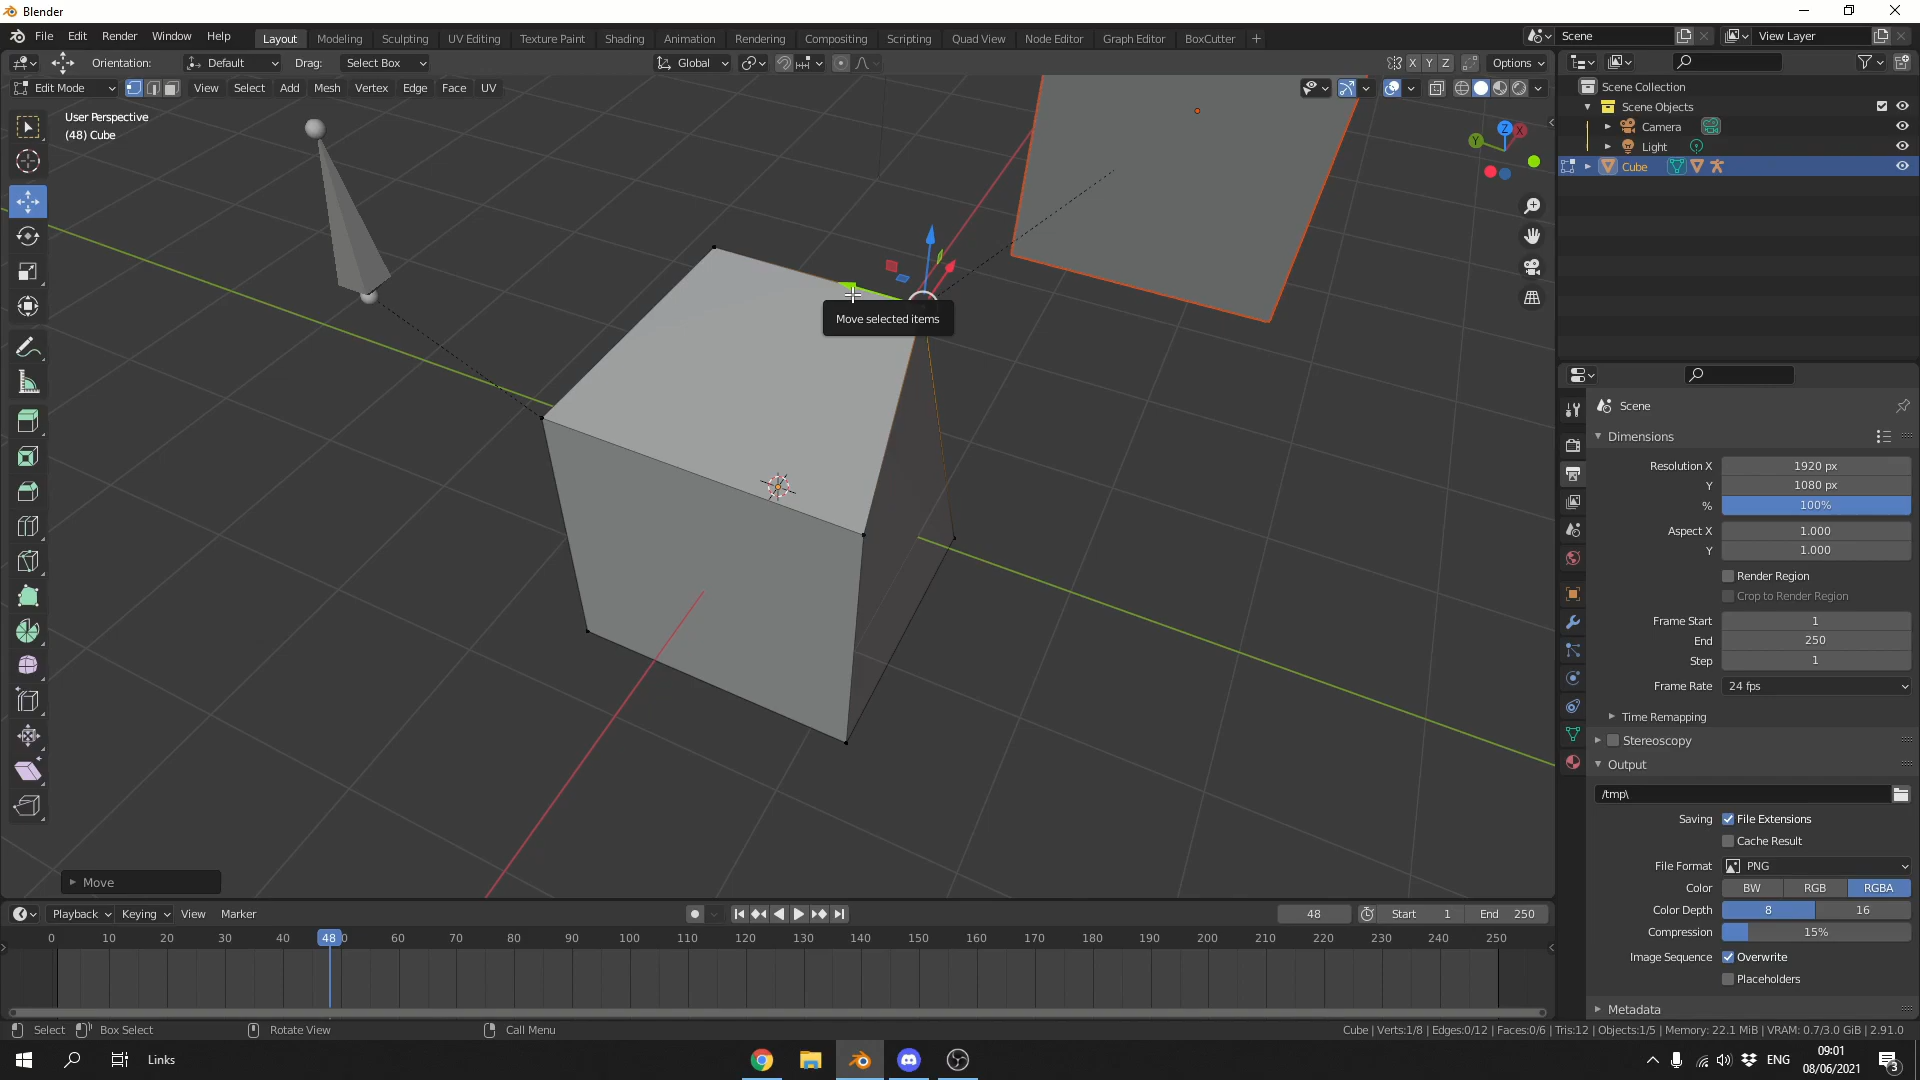 Blender
File Edit Render Window Help Layout Modeling Sculpting UV Editing Texture Paint Shading Animation Rendering Compositing Scripting Quad View Node Editor Graph Editor BoxCutter + Scene View Layer
Orientation: Default Drag: Select Box Global X Y Z Options
Edit Mode View Select Add Mesh Vertex Edge Face UV
User Perspective
(48) Cube
Z X
Y
Move selected items
Move
Scene Collection
Scene Objects
Camera
Light
Cube
Scene
Dimensions
Resolution X 1920 px
Y 1080 px
% 100%
Aspect X 1.000
Y 1.000
Render Region
Crop to Render Region
Frame Start 1
End 250
Step 1
Frame Rate 24 fps
Time Remapping
Stereoscopy
Output
/tmp\
Saving File Extensions
Cache Result
File Format PNG
Color BW RGB RGBA
Color Depth 8 16
Compression 15%
Image Sequence Overwrite
Placeholders
Metadata
Playback Keying View Marker 48 Start 1 End 250
0 10 20 30 40 48 0 60 70 80 90 100 110 120 130 140 150 160 170 180 190 200 210 220 230 240 250
Select Box Select Rotate View Call Menu Cube | Verts:1/8 | Edges:0/12 | Faces:0/6 | Tris:12 | Objects:1/5 | Memory: 22.1 MiB | VRAM: 0.7/3.0 GiB | 2.91.0
Links ENG 09:01
08/06/2021 3